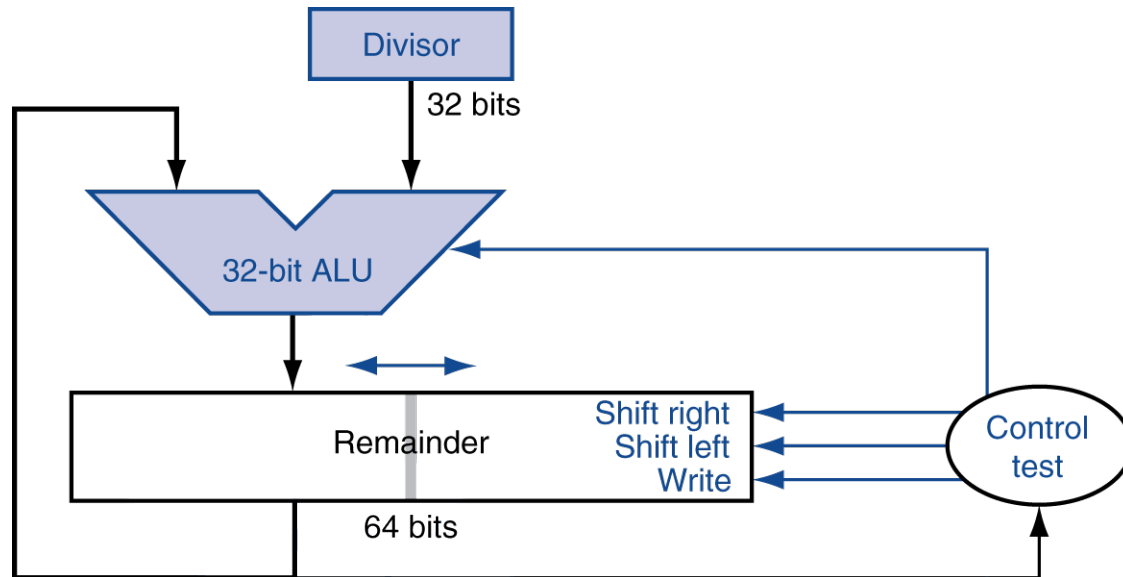 Divisor
32 bits
32-bit ALU
Remainder
Shift right
Shift left
Write
64 bits
Control
test